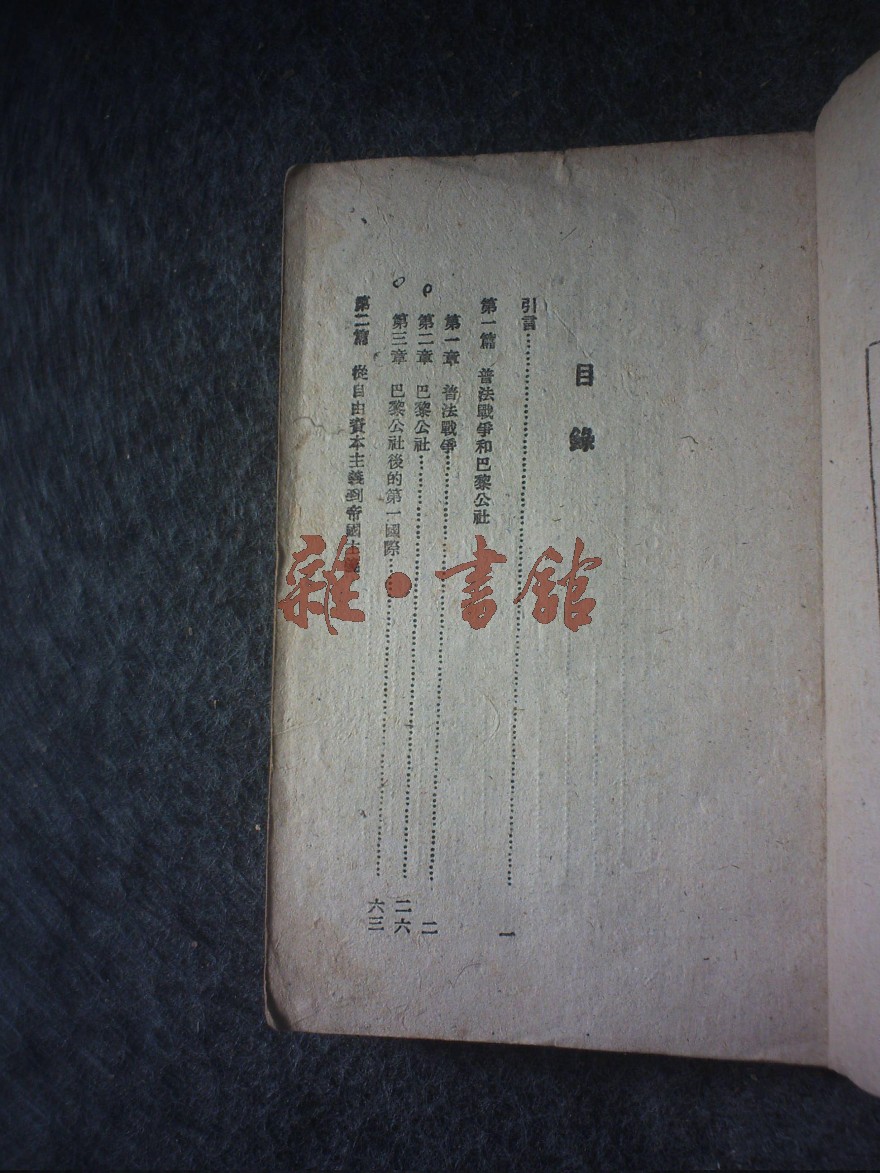 目錄
引言……一
第一篇 普法戰爭和巴黎公社
第一章 普法戰爭……二
第二章 巴黎公社……二六
第三章 巴黎公社後的第一國際……六三
第二篇 從自由資本主義到帝國主義
雜·書館